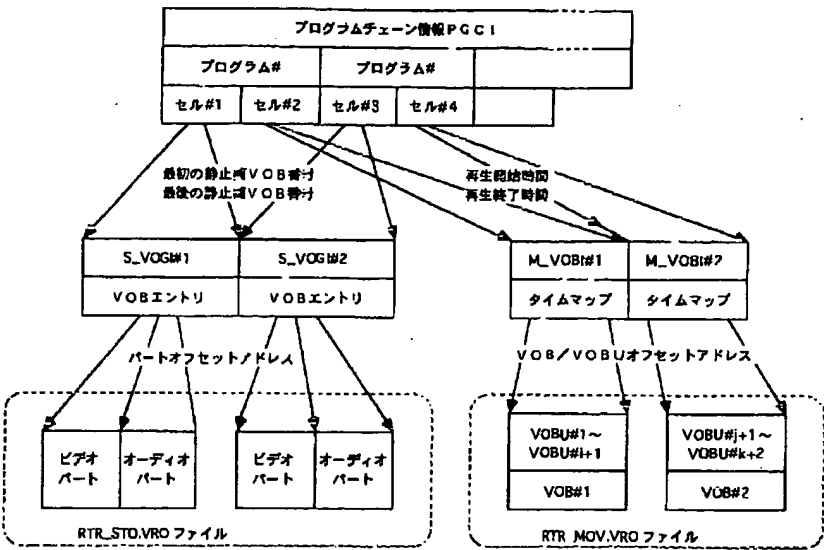 プログラムチェーン情報PGCI
プログラム# プログラム#
セル#1 セル#2 セル#3 セル#4
最初の静止画VOB番号
最後の静止画VOB番号
再生開始時間
再生終了時間
S_VOGI#1 S_VOGI#2
VOBエントリ VOBエントリ
M_VOBI#1 M_VOBI#2
タイムマップ タイムマップ
パートオフセットアドレス
VOB/VOBUオフセットアドレス
ビデオ
パート
オーディオ
パート
ビデオ
パート
オーディオ
パート
VOBU#1~
VOBU#i+1
VOB#1
VOBU#j+1~
VOBU#k+2
VOB#2
RTR_STO.VRO ファイル
RTR_MOV.VRO ファイル